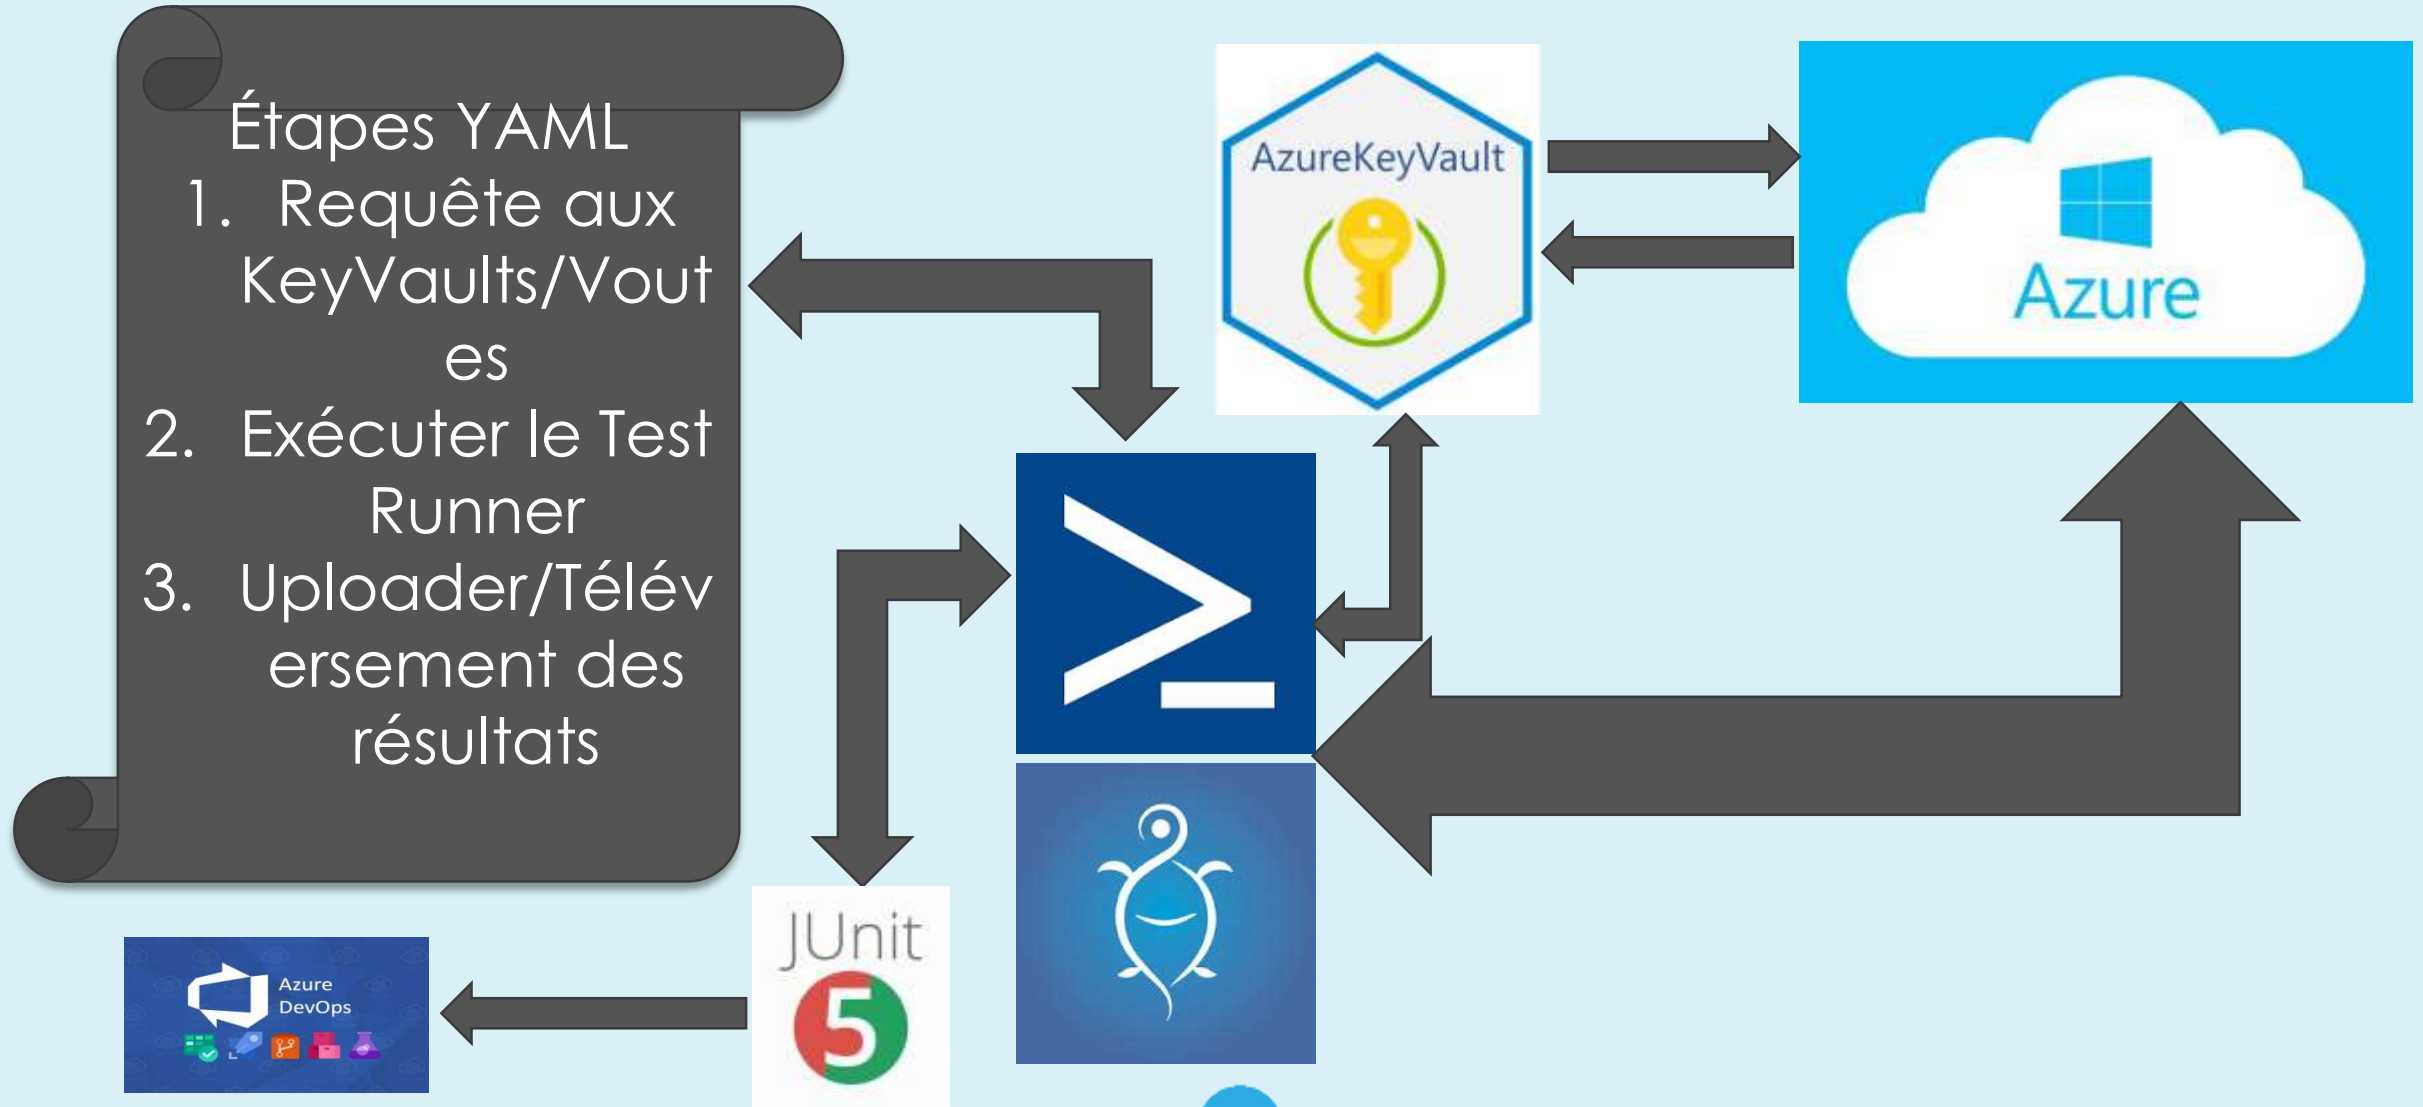 Étapes YAML
1. Requête aux
KeyVaults/Vout
es
2. Exécuter le Test
Runner
3. Uploader/Télév
ersement des
résultats
AzureKeyVault
Azure
>_
JUnit
5
Azure
DevOps